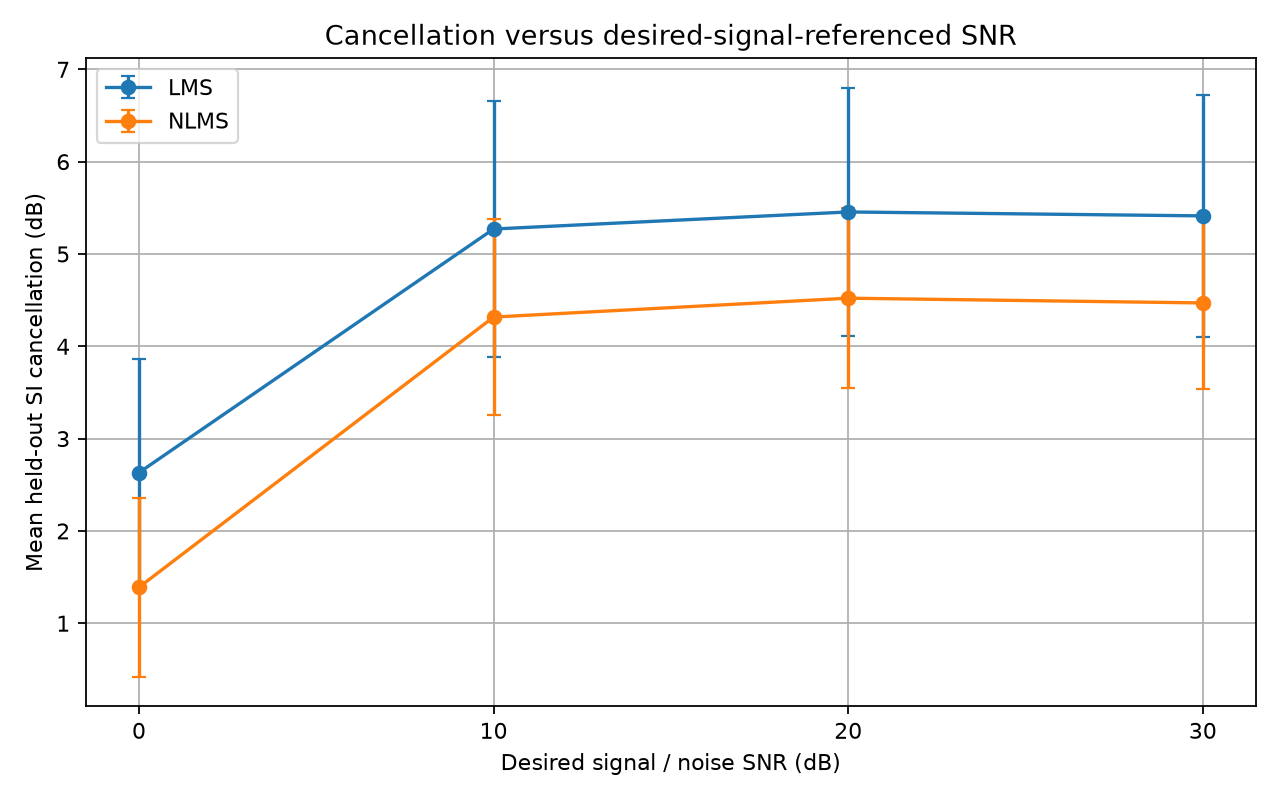 Cancellation versus desired-signal-referenced SNR
LMS
NLMS
Mean held-out SI cancellation (dB)
7
6
5
4
3
2
1
0
10
20
30
Desired signal / noise SNR (dB)